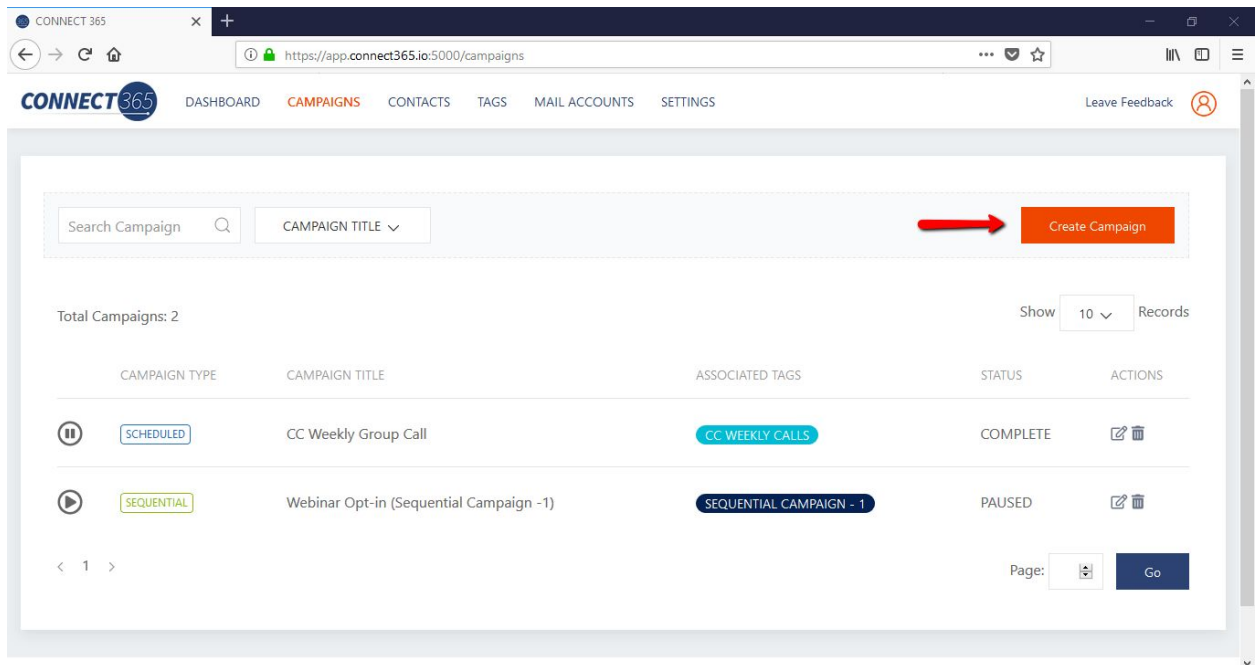 CONNECT 365
https://app.connect365.io:5000/campaigns
CONNECT365 DASHBOARD CAMPAIGNS CONTACTS TAGS MAIL ACCOUNTS SETTINGS Leave Feedback
Search Campaign CAMPAIGN TITLE Create Campaign
Total Campaigns: 2 Show 10 Records
CAMPAIGN TYPE CAMPAIGN TITLE ASSOCIATED TAGS STATUS ACTIONS
SCHEDULED CC Weekly Group Call CC WEEKLY CALLS COMPLETE
SEQUENTIAL Webinar Opt-in (Sequential Campaign -1) SEQUENTIAL CAMPAIGN - 1 PAUSED
< 1 > Page: Go